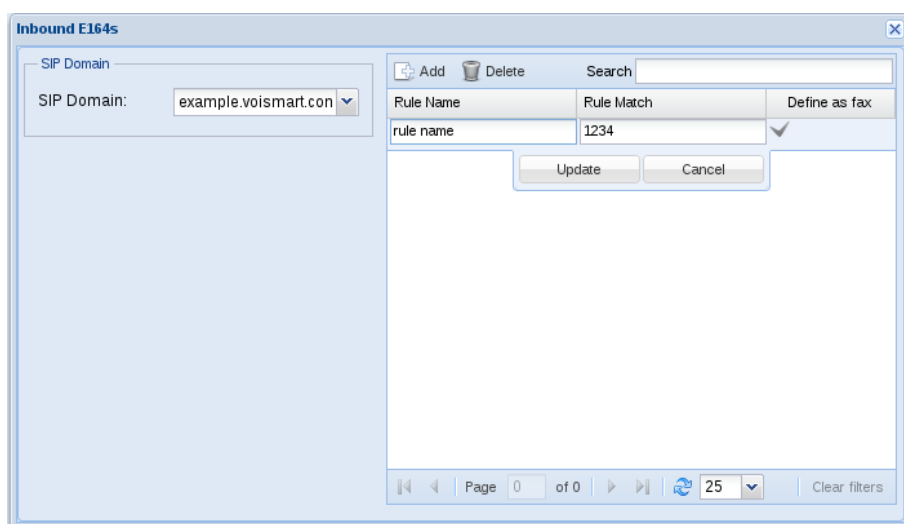 Inbound E164s
SIP Domain
SIP Domain: example.voismart.con
Add Delete Search
Rule Name Rule Match Define as fax
rule name 1234
Update Cancel
Page 0 of 0 25 Clear filters